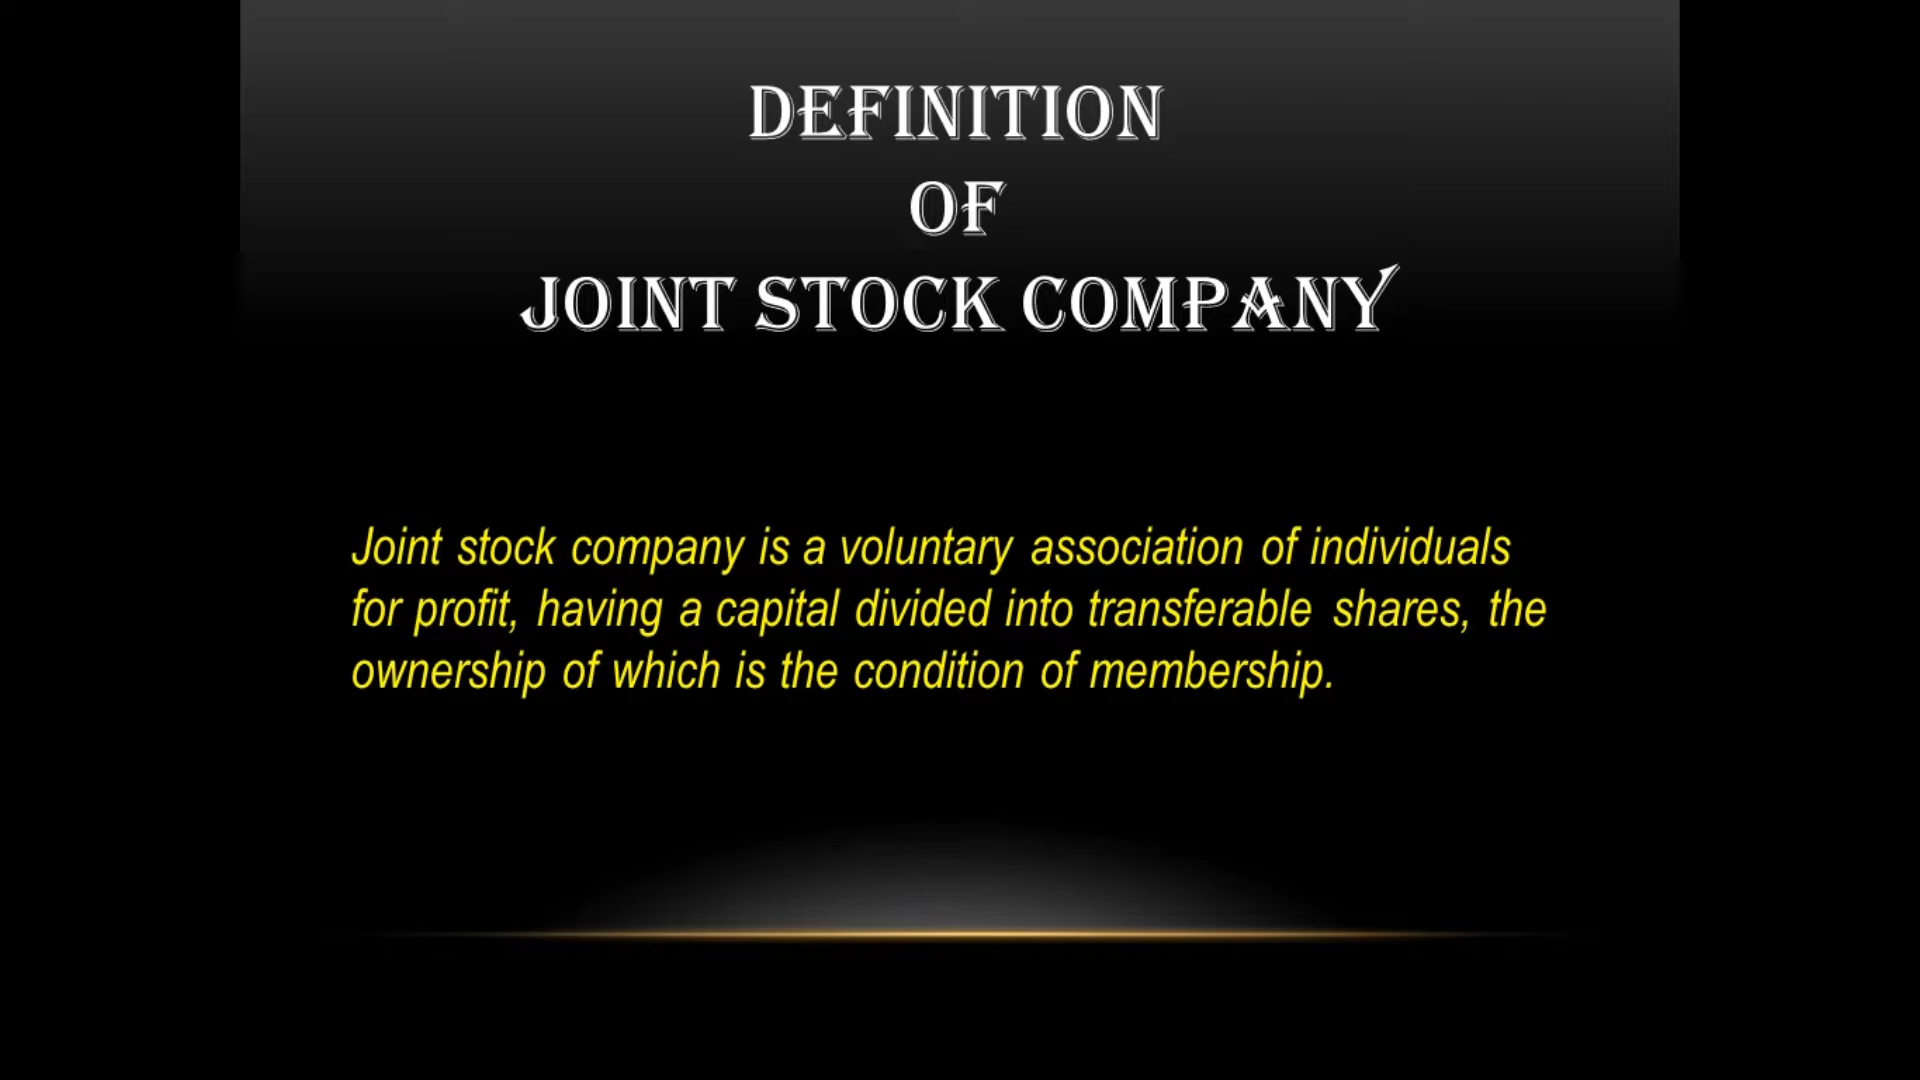 DEFINITION
OF
JOINT STOCK COMPANY
Joint stock company is a voluntary association of individuals
for profit, having a capital divided into transferable shares, the
ownership of which is the condition of membership.